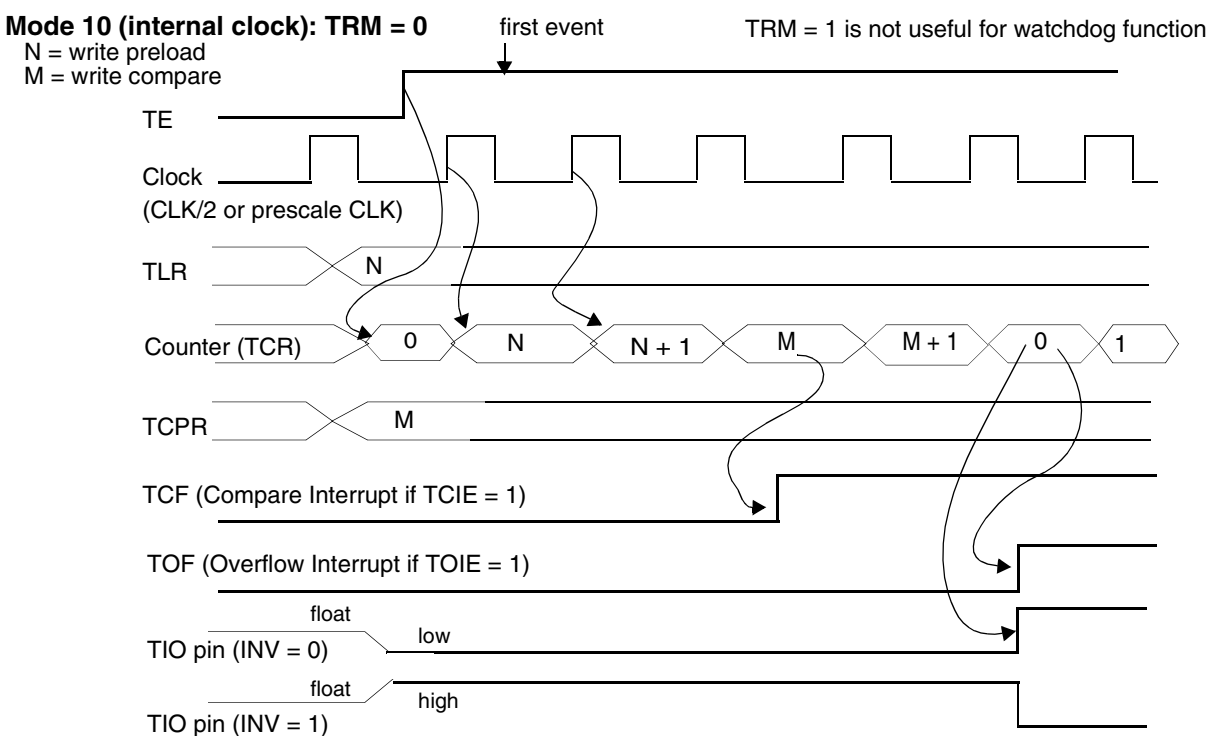 Mode 10 (internal clock): TRM = 0
first event
TRM = 1 is not useful for watchdog function
N = write preload
M = write compare
TE
Clock
(CLK/2 or prescale CLK)
TLR
N
Counter (TCR)
0
N
N + 1
M
M + 1
0
1
TCPR
M
TCF (Compare Interrupt if TCIE = 1)
TOF (Overflow Interrupt if TOIE = 1)
float
low
TIO pin (INV = 0)
float
high
TIO pin (INV = 1)